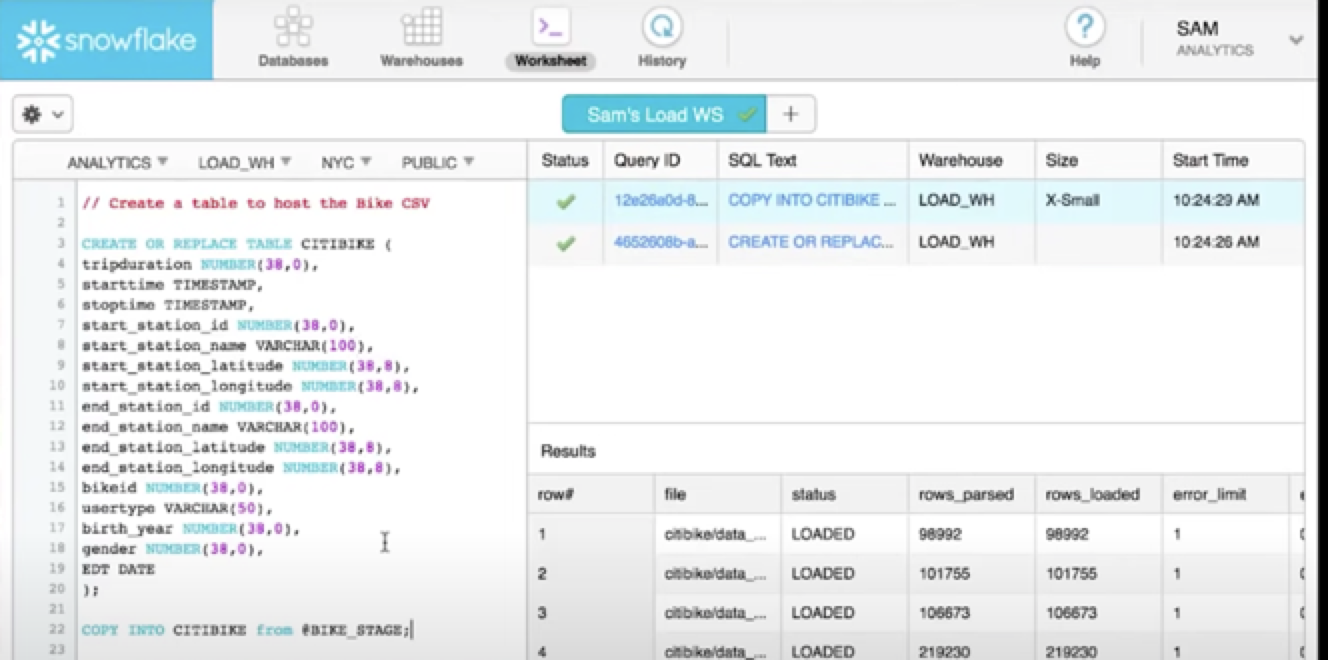 snowflake
Databases
Warehouses
Worksheet
History
Help
SAM
ANALYTICS
Sam's Load WS
+
ANALYTICS LOAD_WH NYC PUBLIC
1 // Create a table to host the Bike CSV
2
3 CREATE OR REPLACE TABLE CITIBIKE (
4 tripduration NUMBER(38,0),
5 starttime TIMESTAMP,
6 stoptime TIMESTAMP,
7 start_station_id NUMBER(38,0),
8 start_station_name VARCHAR(100),
9 start_station_latitude NUMBER(38,8),
10 start_station_longitude NUMBER(38,8),
11 end_station_id NUMBER(38,0),
12 end_station_name VARCHAR(100),
13 end_station_latitude NUMBER(38,8),
14 end_station_longitude NUMBER(38,8),
15 bikeid NUMBER(38,0),
16 usertype VARCHAR(50),
17 birth_year NUMBER(38,0),
18 gender NUMBER(38,0),
19 EDT DATE
20 );
21
22 COPY INTO CITIBIKE from @BIKE_STAGE;
23
Status Query ID SQL Text Warehouse Size Start Time
12e26a0d-8... COPY INTO CITIBIKE ... LOAD_WH X-Small 10:24:29 AM
4652608b-a... CREATE OR REPLAC... LOAD_WH 10:24:26 AM
Results
row# file status rows_parsed rows_loaded error_limit
1 citibike/data_... LOADED 98992 98992 1
2 citibike/data_... LOADED 101755 101755 1
3 citibike/data_... LOADED 106673 106673 1
4 citibike/data_... LOADED 219230 219230 1